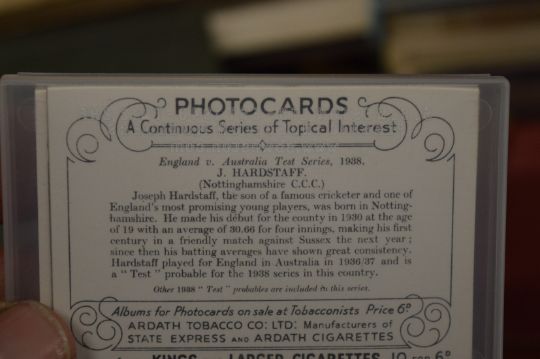 PHOTOCARDS
A Continuous Series of Topical Interest
England v. Australia Test Series, 1938.
J. HARDSTAFF.
(Nottinghamshire C.C.C.)
Joseph Hardstaff, the son of a famous cricketer and one of
England's most promising young players, was born in Notting-
hamshire. He made his début for the county in 1930 at the age
of 19 with an average of 30.66 for four innings, making his first
century in a friendly match against Sussex the next year;
since then his batting averages have shown great consistency.
Hardstaff played for England in Australia in 1936/37 and is
a "Test" probable for the 1938 series in this country.
Other 1938 "Test" probables are included in this series.
Albums for Photocards on sale at Tobacconists Price 6ᴰ
ARDATH TOBACCO CO: LTD: Manufacturers of
STATE EXPRESS AND ARDATH CIGARETTES
KINGS LARGER CIGARETTES 10 FOR 6ᴰ